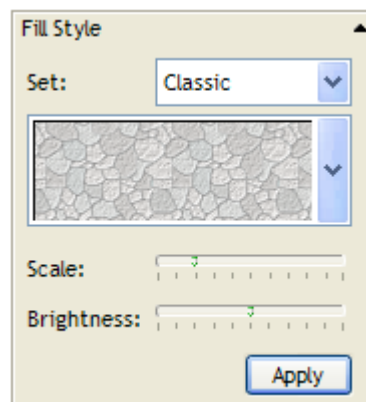 Fill Style
Set: Classic
Scale:
Brightness:
Apply